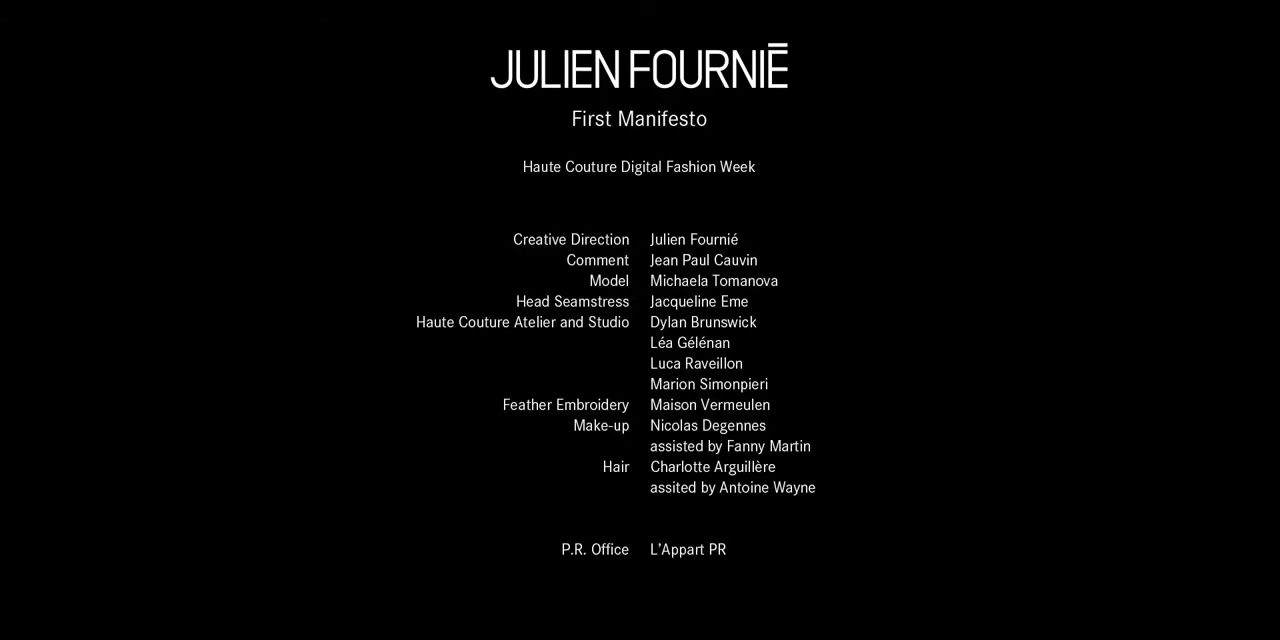 JULIEN FOURNIĒ
First Manifesto
Haute Couture Digital Fashion Week
Creative Direction Julien Fournié
Comment Jean Paul Cauvin
Model Michaela Tomanova
Head Seamstress Jacqueline Eme
Haute Couture Atelier and Studio Dylan Brunswick
Léa Gélénan
Luca Raveillon
Marion Simonpieri
Feather Embroidery Maison Vermeulen
Make-up Nicolas Degennes
assisted by Fanny Martin
Hair Charlotte Arguillère
assited by Antoine Wayne
P.R. Office L'Appart PR